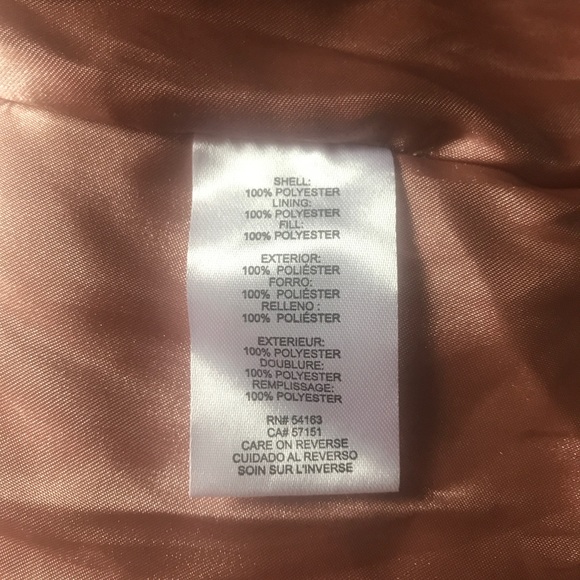 SHELL:
100% POLYESTER
LINING:
100% POLYESTER
FILL:
100% POLYESTER
EXTERIOR:
100% POLIÉSTER
FORRO:
100% POLIÉSTER
RELLENO :
100% POLIÉSTER
EXTERIEUR:
100% POLYESTER
DOUBLURE:
100% POLYESTER
REMPLISSAGE:
100% POLYESTER
RN# 54163
CA# 57151
CARE ON REVERSE
CUIDADO AL REVERSO
SOIN SUR L'INVERSE